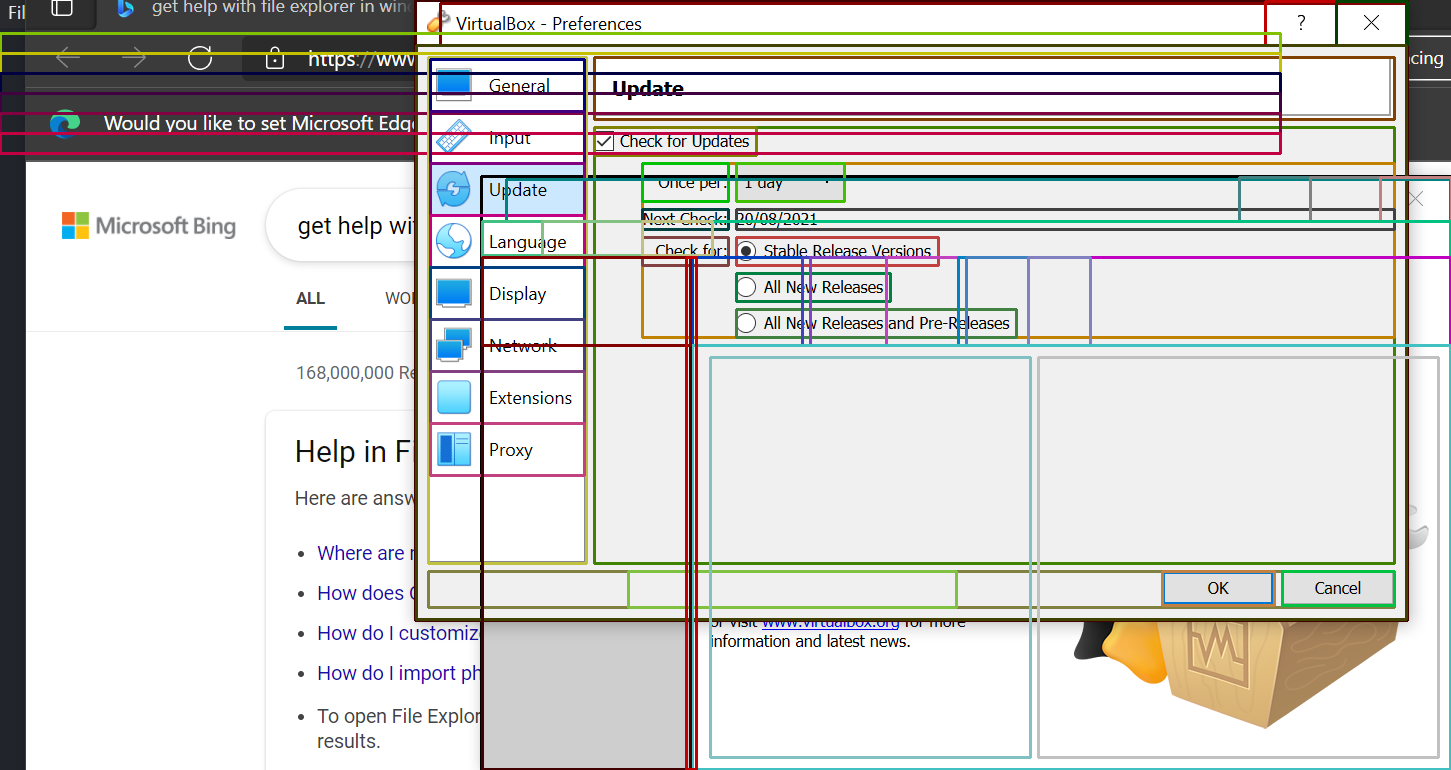 Fil
get help with file explorer in win
VirtualBox - Preferences
?
https://www
cing
Would you like to set Microsoft Edg
General
Input
Update
Language
Display
Network
Extensions
Proxy
Update
Check for Updates
Once per:
1 day
Next Check:
20/08/2021
Check for:
Stable Release Versions
All New Releases
All New Releases and Pre-Releases
OK
Cancel
Microsoft Bing
get help wit
ALL
WO
168,000,000 Re
Help in Fi
Here are answ
Where are
How does
How do I customiz
How do I import ph
To open File Explor
results.
or visit www.virtualbox.org for more
information and latest news.